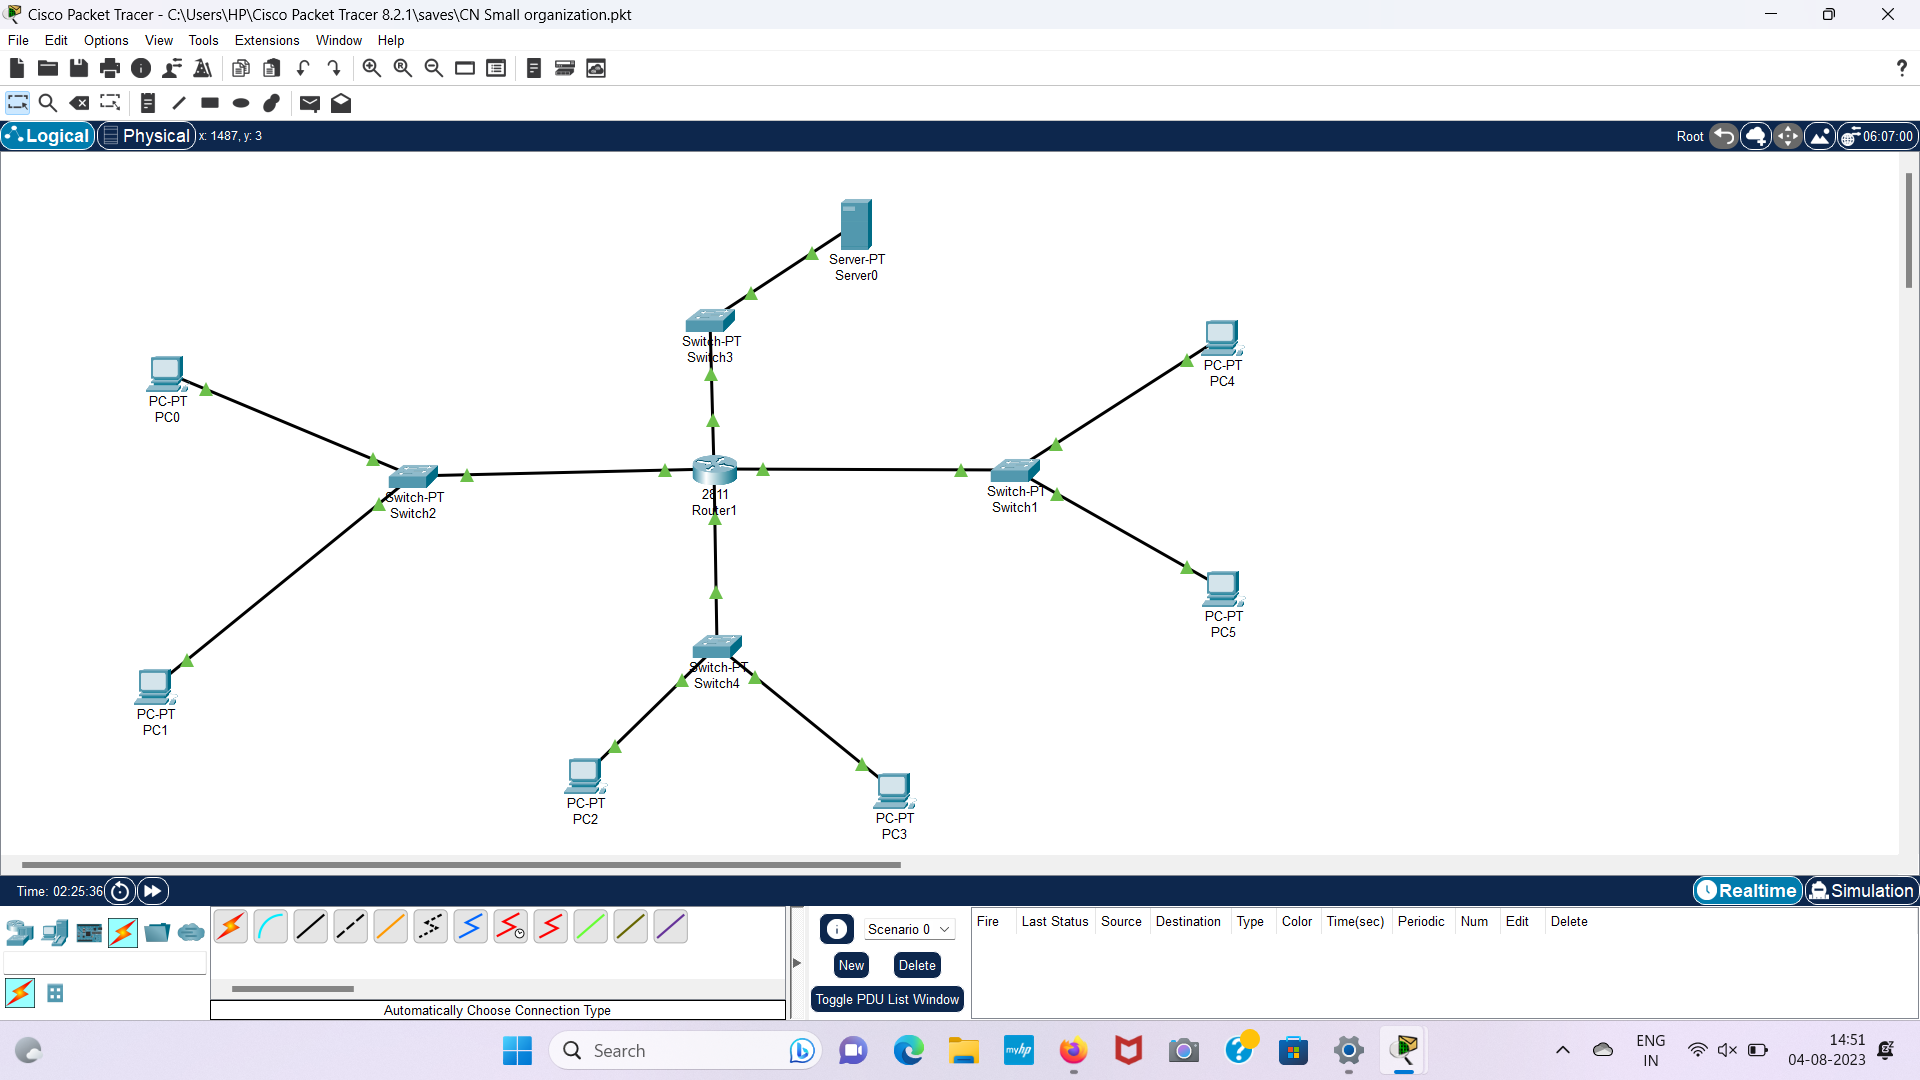 Cisco Packet Tracer - C:\Users\HP\Cisco Packet Tracer 8.2.1\saves\CN Small organization.pkt
File Edit Options View Tools Extensions Window Help
?
Logical Physical x: 1487, y: 3 Root 06:07:00
Server-PT
Server0
Switch-PT
Switch3
PC-PT
PC4
PC-PT
PC0
Switch-PT
Switch2
2811
Router1
Switch-PT
Switch1
PC-PT
PC5
Switch-PT
Switch4
PC-PT
PC1
PC-PT
PC2
PC-PT
PC3
Time: 02:25:36 Realtime Simulation
Scenario 0
New Delete
Toggle PDU List Window
Fire Last Status Source Destination Type Color Time(sec) Periodic Num Edit Delete
Automatically Choose Connection Type
Search
myhp
ENG
IN
14:51
04-08-2023